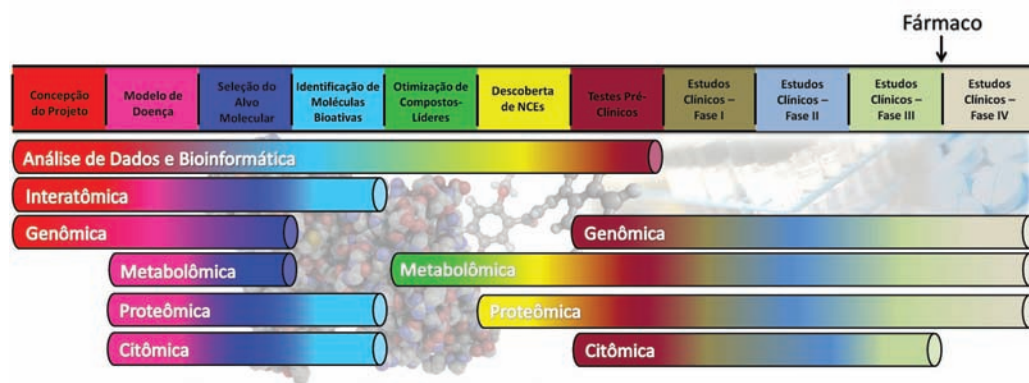 Fármaco
Concepção
do Projeto
Modelo de
Doença
Seleção do
Alvo
Molecular
Identificação de
Moléculas
Bioativas
Otimização de
Compostos-
Líderes
Descoberta
de NCEs
Testes Pré-
Clínicos
Estudos
Clínicos –
Fase I
Estudos
Clínicos –
Fase II
Estudos
Clínicos –
Fase III
Estudos
Clínicos –
Fase IV
Análise de Dados e Bioinformática
Interatômica
Genômica
Genômica
Metabolômica
Metabolômica
Proteômica
Proteômica
Citômica
Citômica